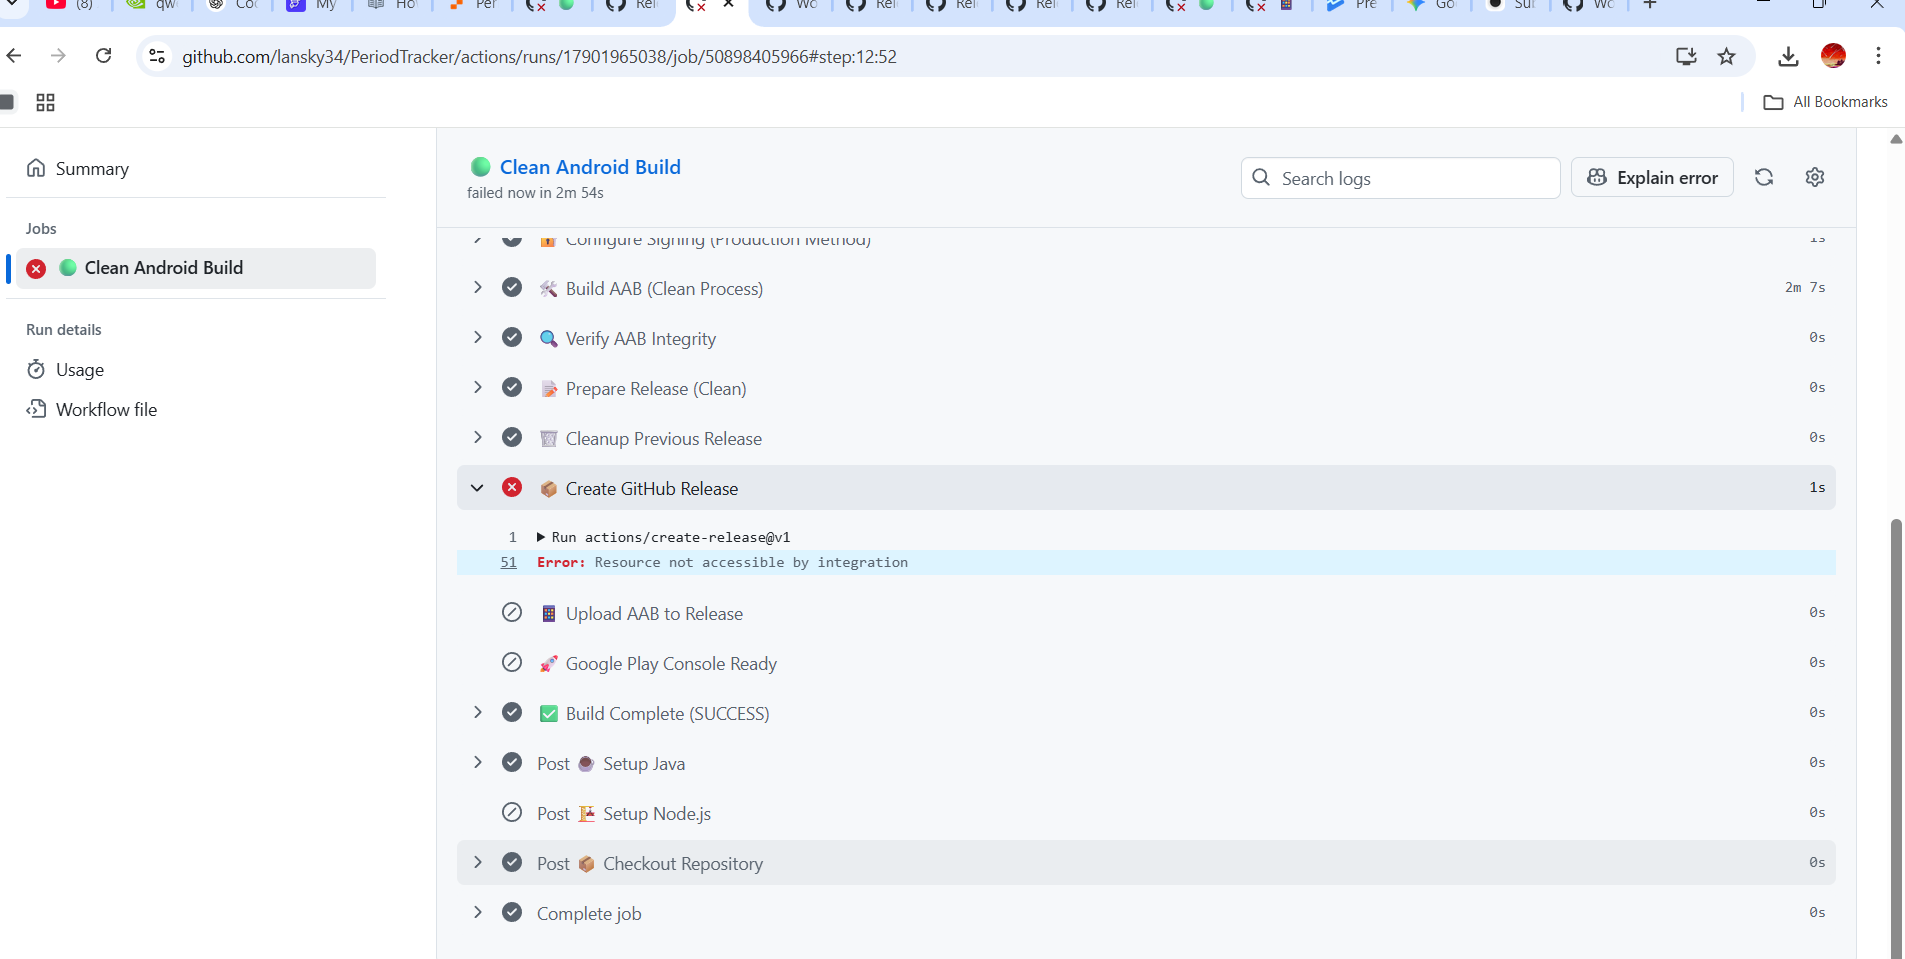 (8)
qw
Co
My
Ho
Per
Rel
Wo
Rel
Rel
Rel
Rel
Pre
Go
Sub
Wo
github.com/lansky34/PeriodTracker/actions/runs/17901965038/job/50898405966#step:12:52
All Bookmarks
Summary
Jobs
Clean Android Build
Run details
Usage
Workflow file
Clean Android Build
failed now in 2m 54s
Search logs
Explain error
Configure Signing (Production Method) 1s
Build AAB (Clean Process) 2m 7s
Verify AAB Integrity 0s
Prepare Release (Clean) 0s
Cleanup Previous Release 0s
Create GitHub Release 1s
1 Run actions/create-release@v1
51 Error: Resource not accessible by integration
Upload AAB to Release 0s
Google Play Console Ready 0s
Build Complete (SUCCESS) 0s
Post Setup Java 0s
Post Setup Node.js 0s
Post Checkout Repository 0s
Complete job 0s